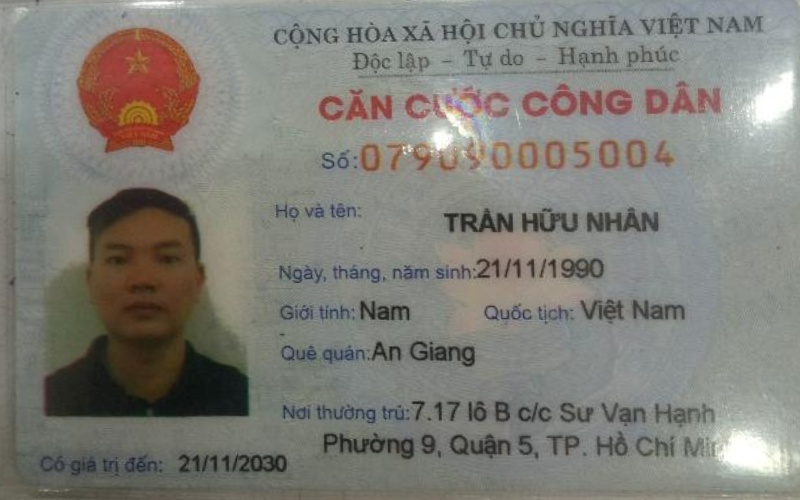 CỘNG HÒA XÃ HỘI CHỦ NGHĨA VIỆT NAM
Độc lập - Tự do - Hạnh phúc
CĂN CƯỚC CÔNG DÂN
Số: 079090005004
Họ và tên: TRẦN HỮU NHÂN
Ngày, tháng, năm sinh: 21/11/1990
Giới tính: Nam Quốc tịch: Việt Nam
Quê quán: An Giang
Nơi thường trú: 7.17 lô B c/c Sư Vạn Hạnh
Phường 9, Quận 5, TP. Hồ Chí
Có giá trị đến: 21/11/2030